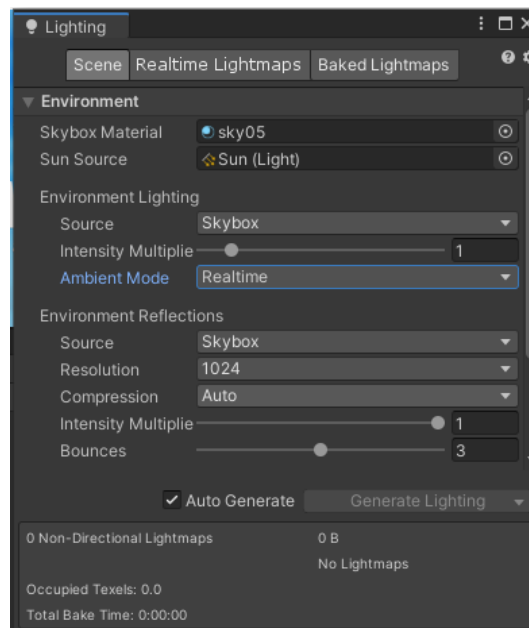 Lighting
Scene Realtime Lightmaps Baked Lightmaps
Environment
Skybox Material sky05
Sun Source Sun (Light)
Environment Lighting
Source Skybox
Intensity Multiplie 1
Ambient Mode Realtime
Environment Reflections
Source Skybox
Resolution 1024
Compression Auto
Intensity Multiplie 1
Bounces 3
Auto Generate Generate Lighting
0 Non-Directional Lightmaps 0 B
No Lightmaps
Occupied Texels: 0.0
Total Bake Time: 0:00:00